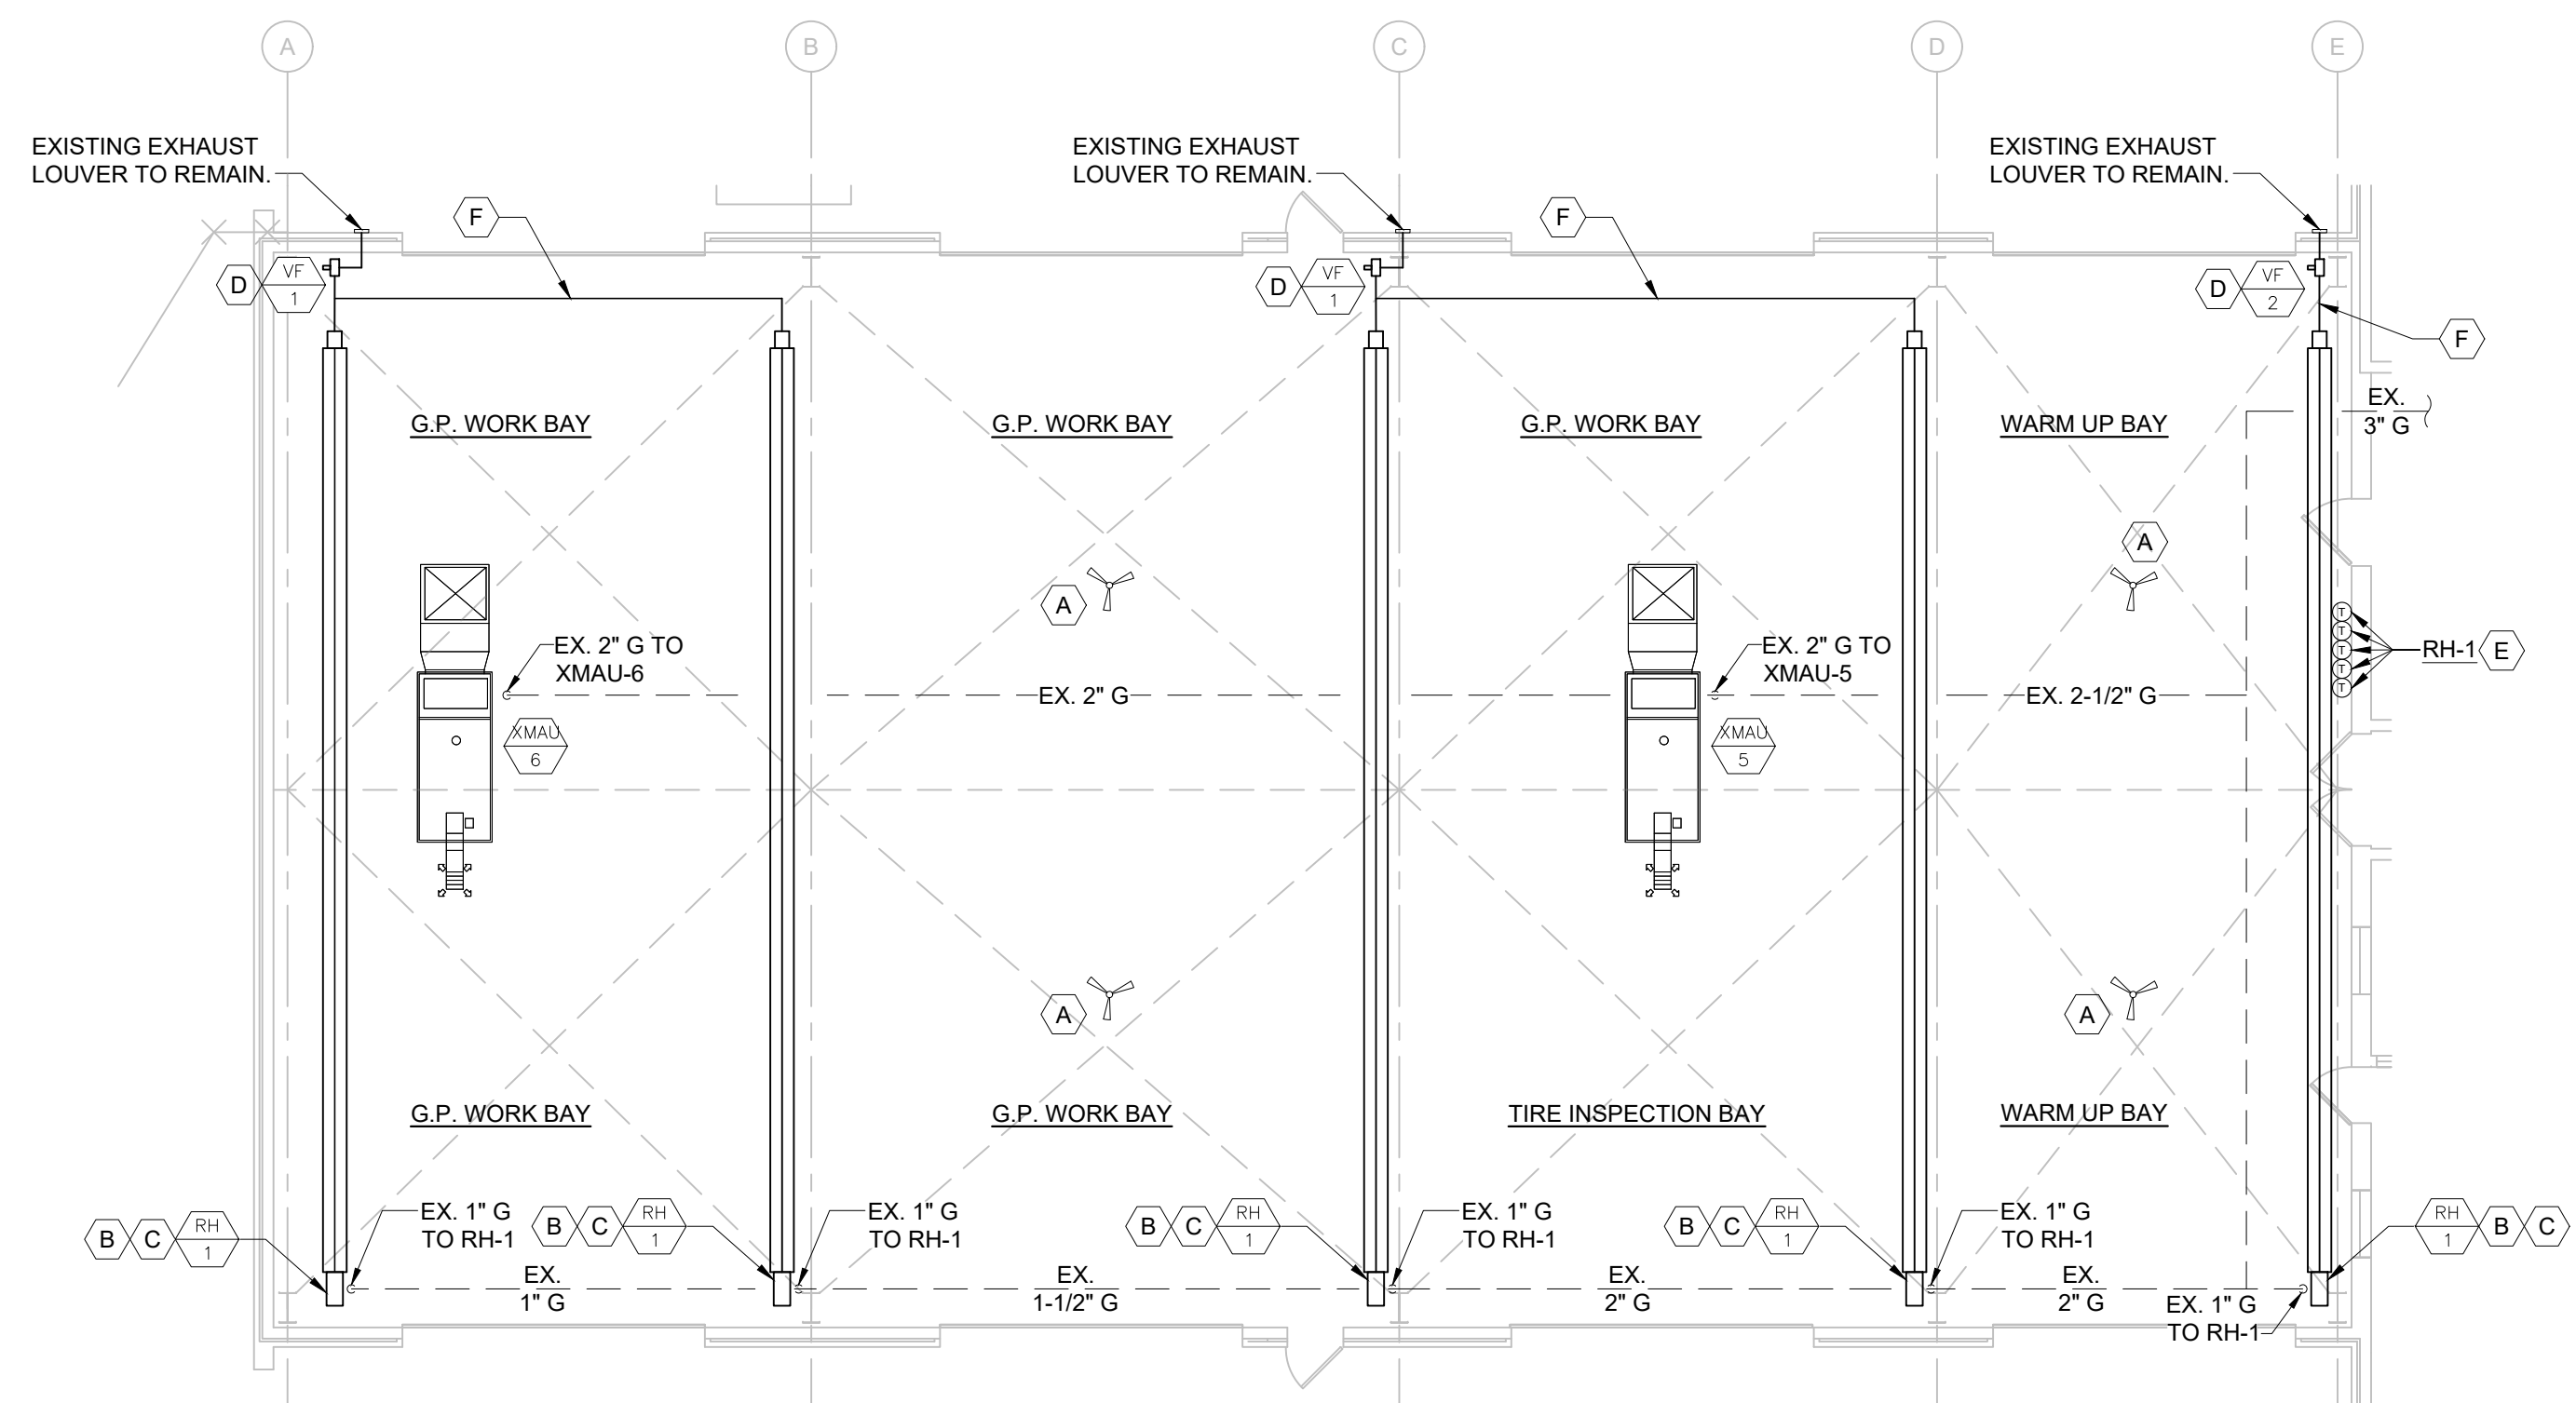 A
B
C
D
E
EXISTING EXHAUST
LOUVER TO REMAIN.
EXISTING EXHAUST
LOUVER TO REMAIN.
EXISTING EXHAUST
LOUVER TO REMAIN.
F
F
D
VF
1
D
VF
1
D
VF
2
F
G.P. WORK BAY
G.P. WORK BAY
G.P. WORK BAY
WARM UP BAY
EX.
3" G
A
A
EX. 2" G TO
XMAU-6
EX. 2" G
EX. 2" G TO
XMAU-5
EX. 2-1/2" G
T
T
T
T
T
RH-1
E
XMAU
6
XMAU
5
A
A
G.P. WORK BAY
G.P. WORK BAY
TIRE INSPECTION BAY
WARM UP BAY
B
C
RH
1
EX. 1" G
TO RH-1
B
C
RH
1
EX. 1" G
TO RH-1
B
C
RH
1
EX. 1" G
TO RH-1
B
C
RH
1
EX. 1" G
TO RH-1
RH
1
B
C
EX.
1" G
EX.
1-1/2" G
EX.
2" G
EX.
2" G
EX. 1" G
TO RH-1